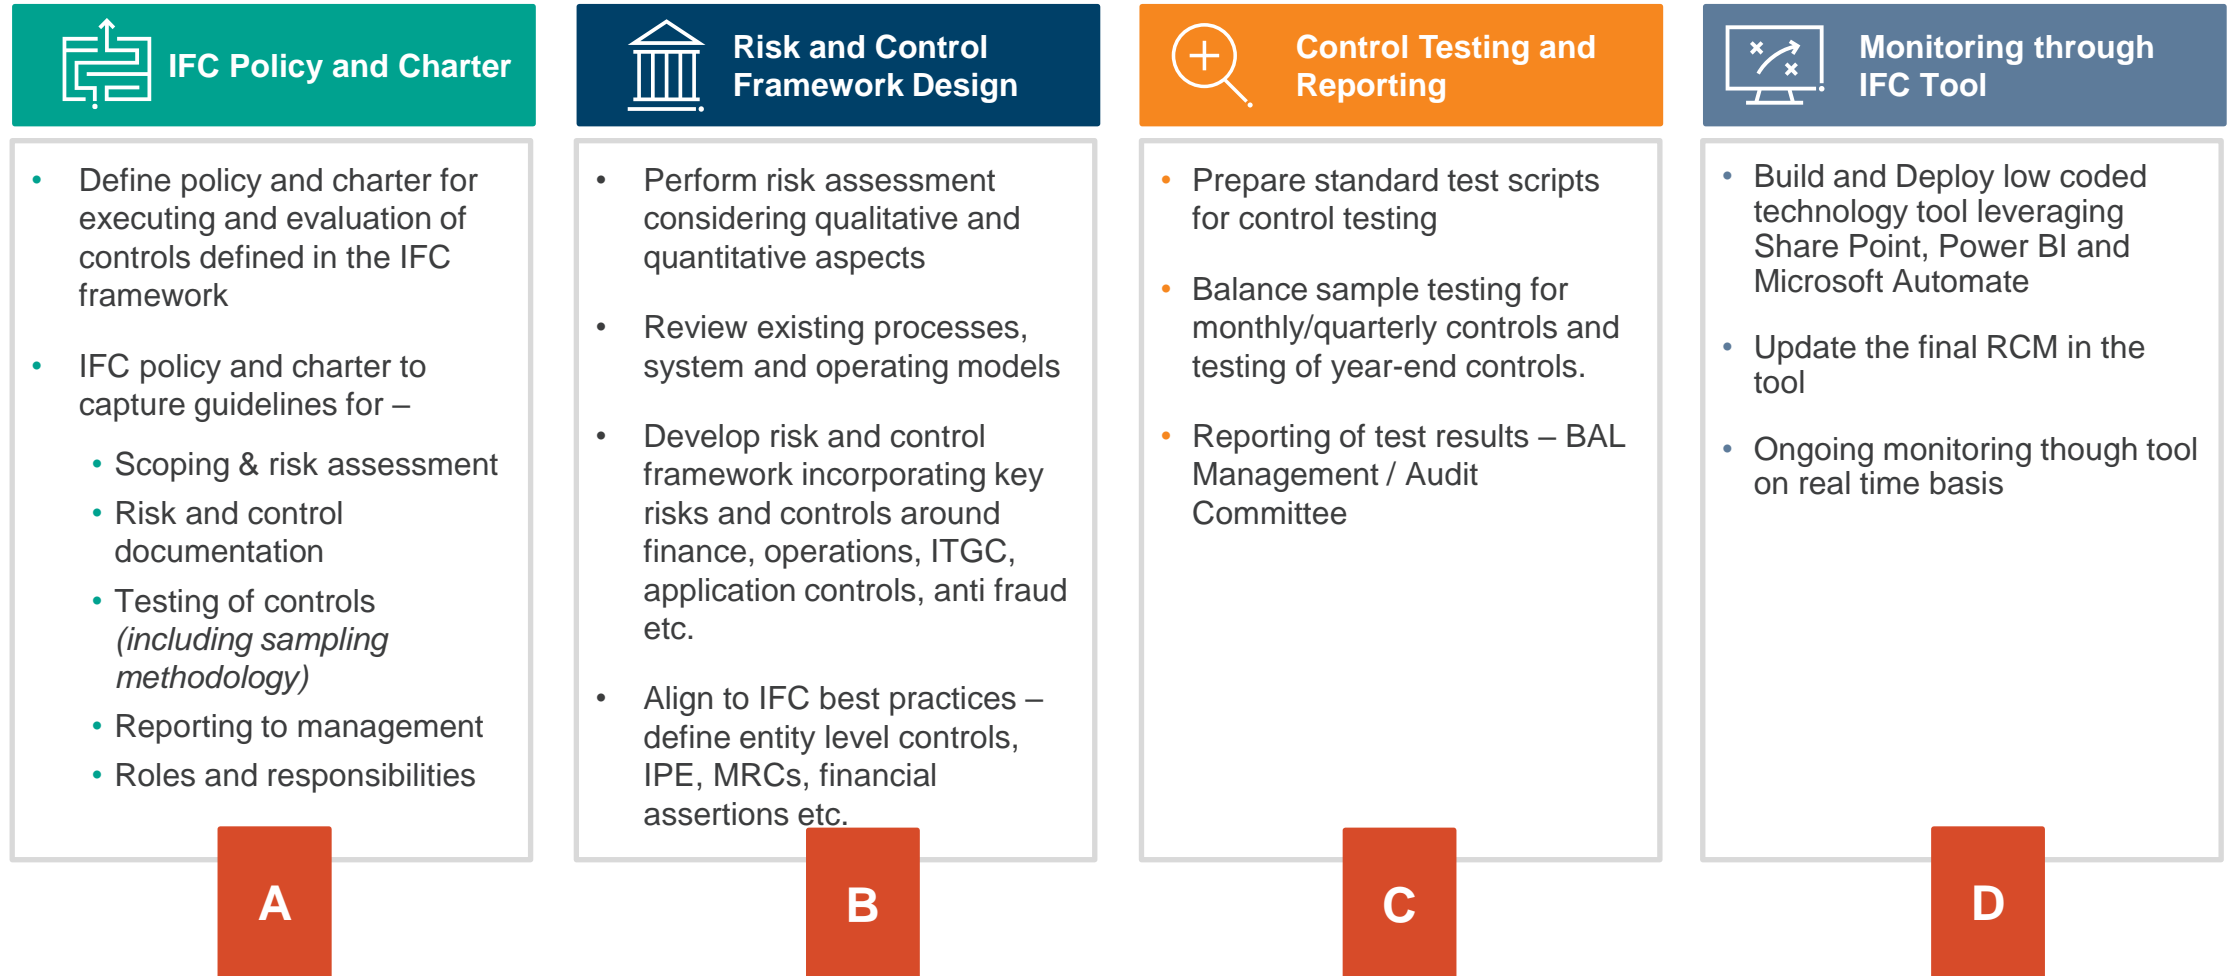 IFC Policy and Charter
• Define policy and charter for
executing and evaluation of
controls defined in the IFC
framework
• IFC policy and charter to
capture guidelines for –
• Scoping & risk assessment
• Risk and control
documentation
• Testing of controls
(including sampling
methodology)
• Reporting to management
• Roles and responsibilities
A
Risk and Control
Framework Design
• Perform risk assessment
considering qualitative and
quantitative aspects
• Review existing processes,
system and operating models
• Develop risk and control
framework incorporating key
risks and controls around
finance, operations, ITGC,
application controls, anti fraud
etc.
• Align to IFC best practices –
define entity level controls,
IPE, MRCs, financial
assertions etc.
B
Control Testing and
Reporting
• Prepare standard test scripts
for control testing
• Balance sample testing for
monthly/quarterly controls and
testing of year-end controls.
• Reporting of test results – BAL
Management / Audit
Committee
C
Monitoring through
IFC Tool
• Build and Deploy low coded
technology tool leveraging
Share Point, Power BI and
Microsoft Automate
• Update the final RCM in the
tool
• Ongoing monitoring though tool
on real time basis
D